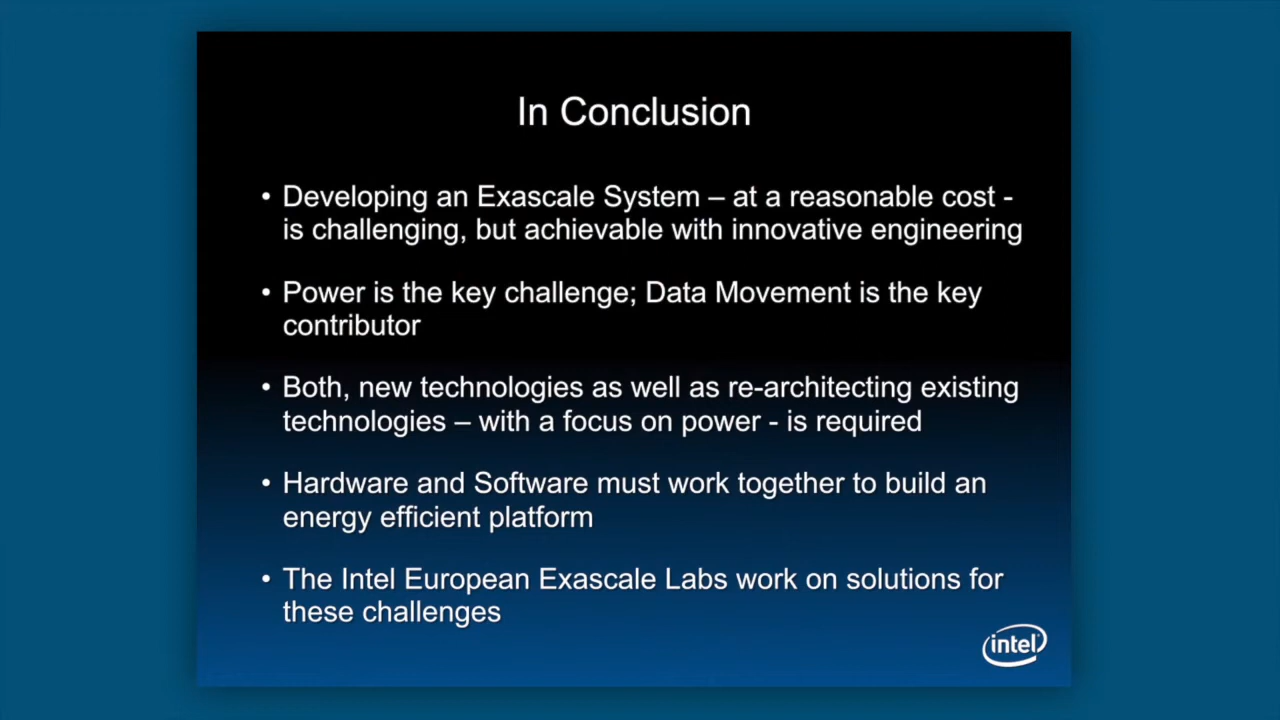 In Conclusion
• Developing an Exascale System – at a reasonable cost -
is challenging, but achievable with innovative engineering
• Power is the key challenge; Data Movement is the key
contributor
• Both, new technologies as well as re-architecting existing
technologies – with a focus on power - is required
• Hardware and Software must work together to build an
energy efficient platform
• The Intel European Exascale Labs work on solutions for
these challenges
intel